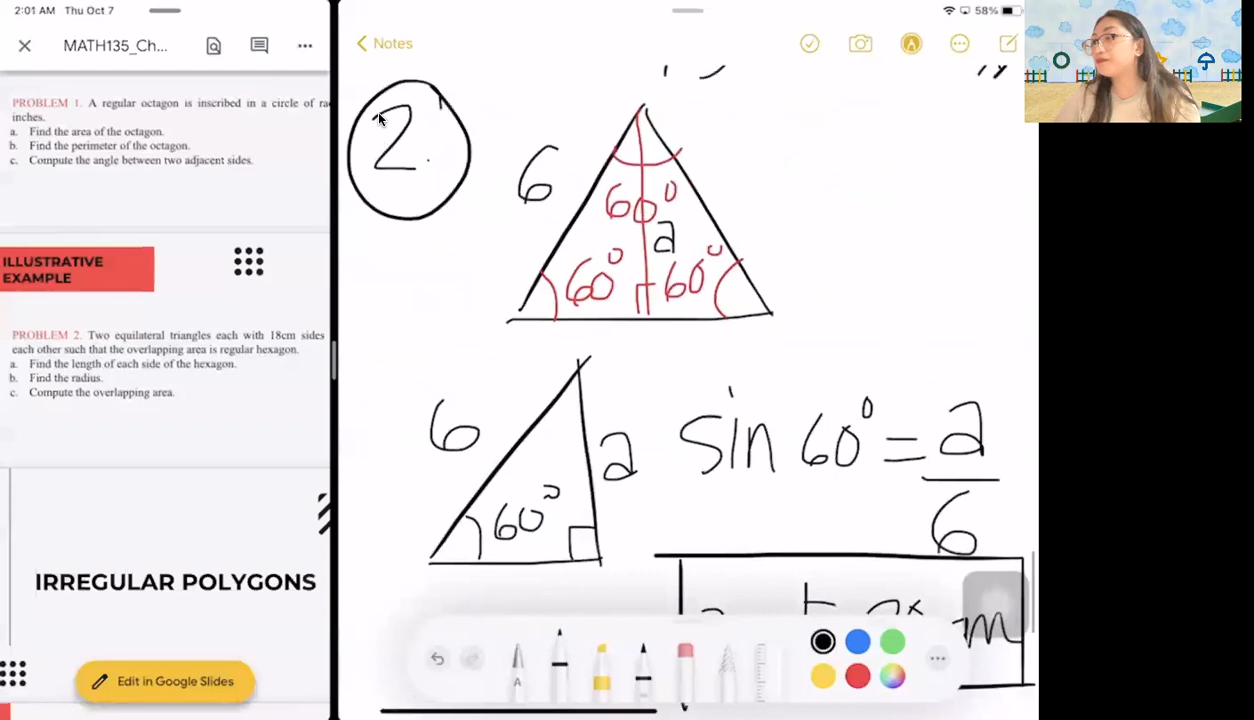 2:01 AM Thu Oct 7
58%
MATH135_Ch...
PROBLEM 1. A regular octagon is inscribed in a circle of
inches.
a. Find the area of the octagon.
b. Find the perimeter of the octagon.
c. Compute the angle between two adjacent sides.
ILLUSTRATIVE
EXAMPLE
PROBLEM 2. Two equilateral triangles each with 18cm sides
each other such that the overlapping area is regular hexagon.
a. Find the length of each side of the hexagon.
b. Find the radius.
c. Compute the overlapping area.
IRREGULAR POLYGONS
Edit in Google Slides
Notes
2.
6
60°
a
60° 60°
6
a
60°
sin 60° = a/6
m
A